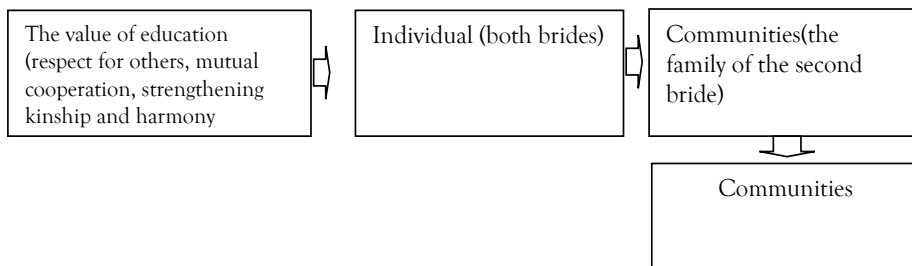 The value of education
(respect for others, mutual
cooperation, strengthening
kinship and harmony
Individual (both brides)
Communities(the
family of the second
bride)
Communities